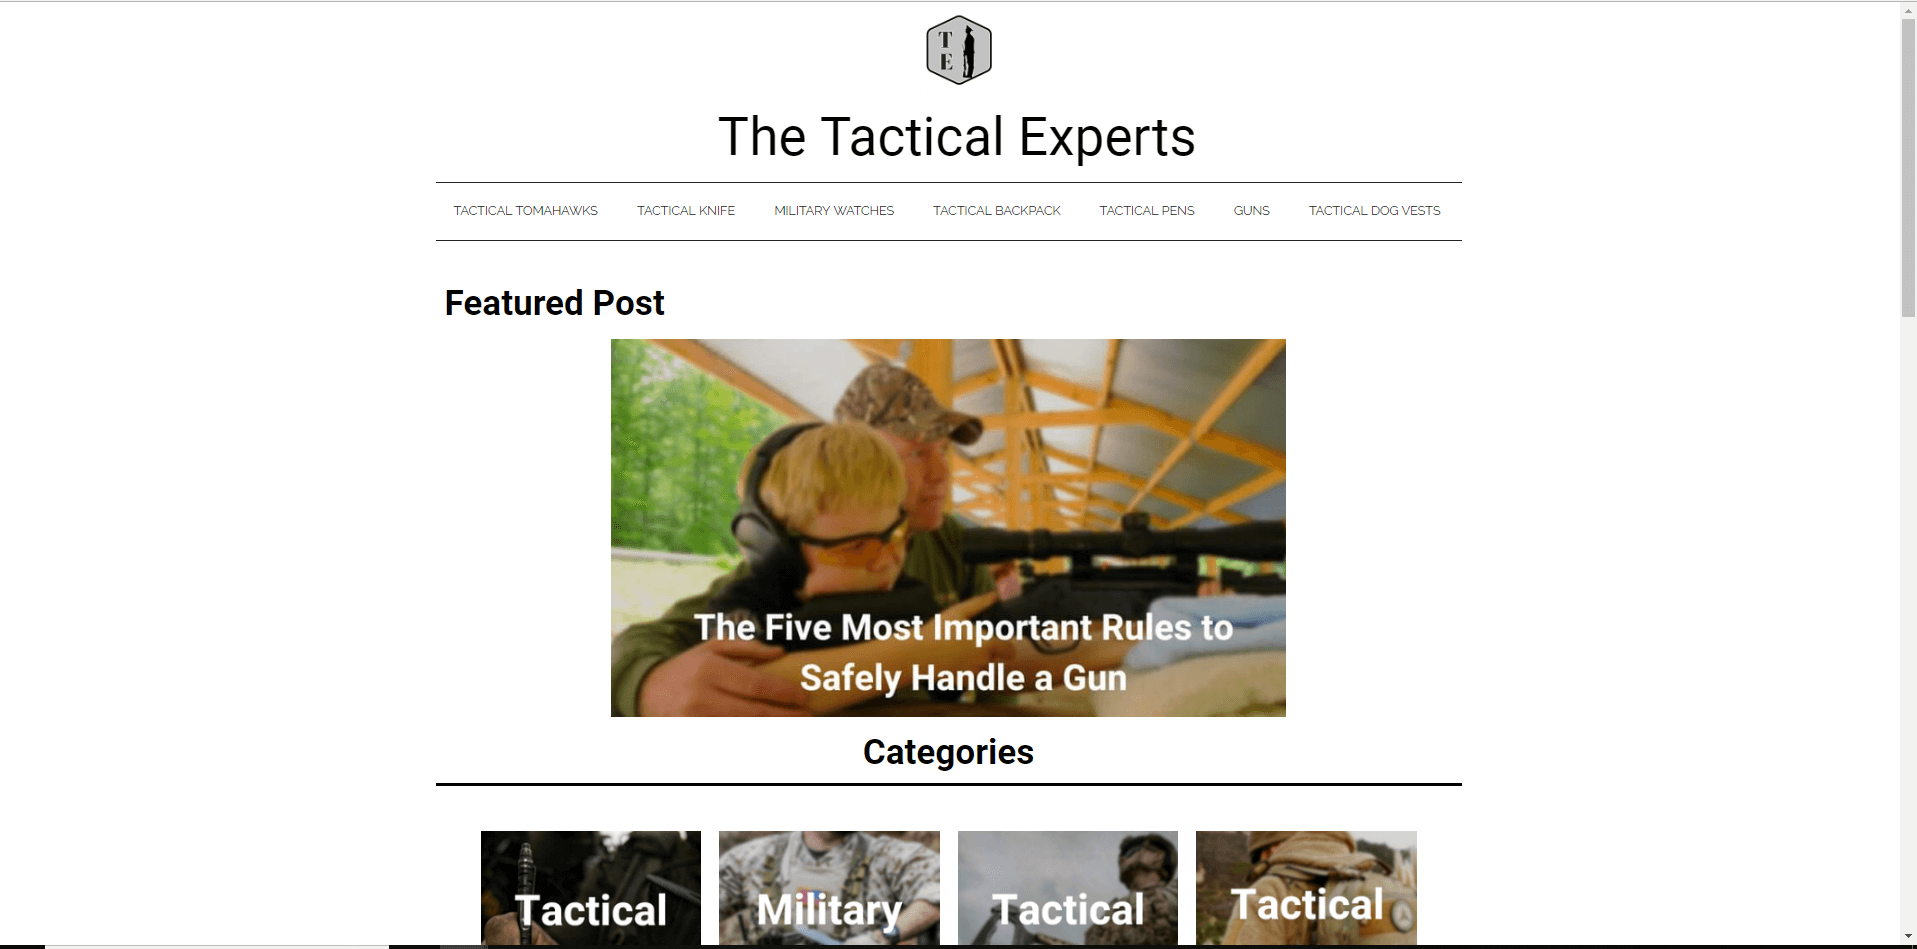 T
E
The Tactical Experts
TACTICAL TOMAHAWKS TACTICAL KNIFE MILITARY WATCHES TACTICAL BACKPACK TACTICAL PENS GUNS TACTICAL DOG VESTS
Featured Post
The Five Most Important Rules to
Safely Handle a Gun
Categories
Tactical Military Tactical Tactical